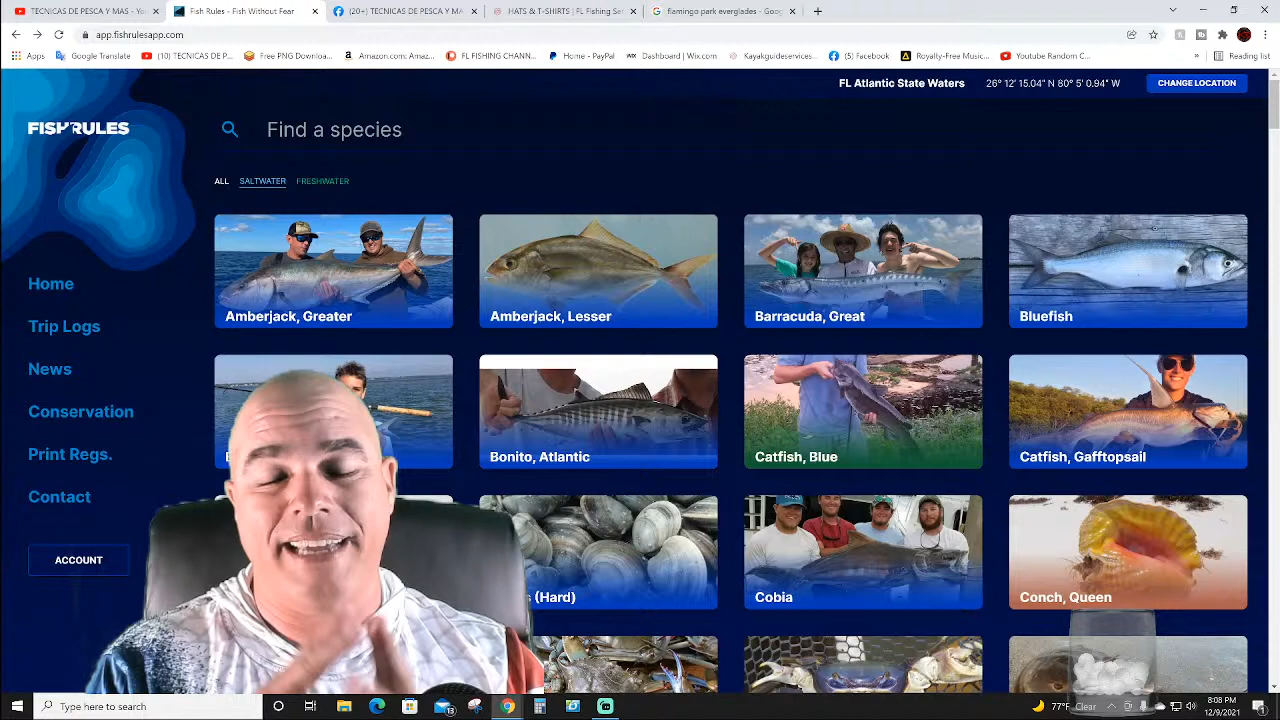 TECNICAS DE PESCA Y MAS - Yo
Fish Rules - Fish Without Fear
(20+) TECNICAS DE PESCA Y MA
HATS & T-SHIRTS | FL Fishing Ser
flamingo park everglades - Goog
app.fishrulesapp.com
Apps
Google Translate
(10) TECNICAS DE P...
Free PNG Downloa...
Amazon.com: Amaz...
FL FISHING CHANN...
Home - PayPal
Dashboard | Wix.com
Kayakguideservices...
(5) Facebook
Royalty-Free Music...
Youtube Random C...
»
Reading list
FL Atlantic State Waters
26° 12' 15.04" N 80° 5' 0.94" W
CHANGE LOCATION
FISHRULES
Find a species
ALL SALTWATER FRESHWATER
Home
Trip Logs
News
Conservation
Print Regs.
Contact
ACCOUNT
Amberjack, Greater
Amberjack, Lesser
Barracuda, Great
Bluefish
Bonito, Atlantic
Catfish, Blue
Catfish, Gafftopsail
(Hard)
Cobia
Conch, Queen
Type here to search
13
77°F Clear
8:08 PM
12/9/2021